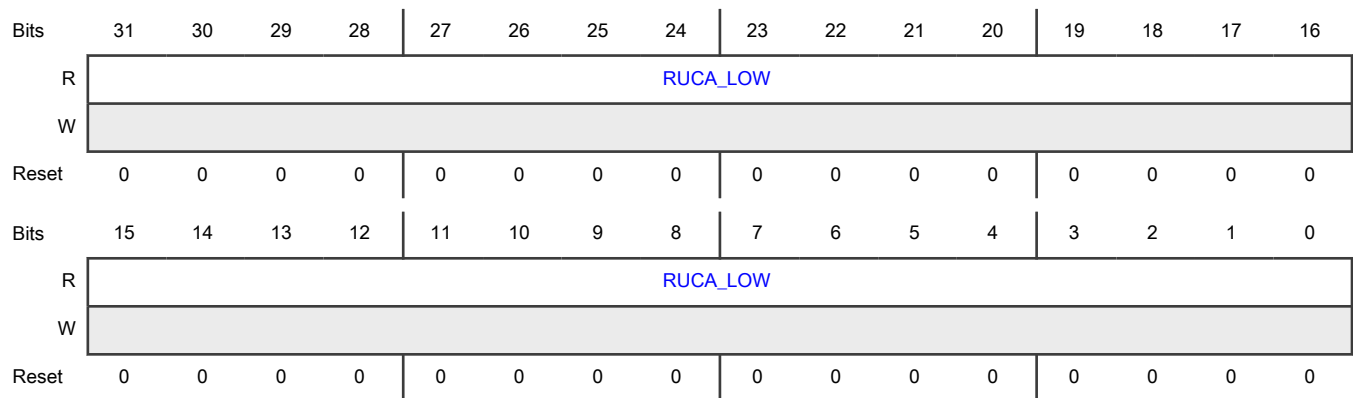 Bits 31 30 29 28 27 26 25 24 23 22 21 20 19 18 17 16
R RUCA_LOW
W
Reset 0 0 0 0 0 0 0 0 0 0 0 0 0 0 0 0
Bits 15 14 13 12 11 10 9 8 7 6 5 4 3 2 1 0
R RUCA_LOW
W
Reset 0 0 0 0 0 0 0 0 0 0 0 0 0 0 0 0